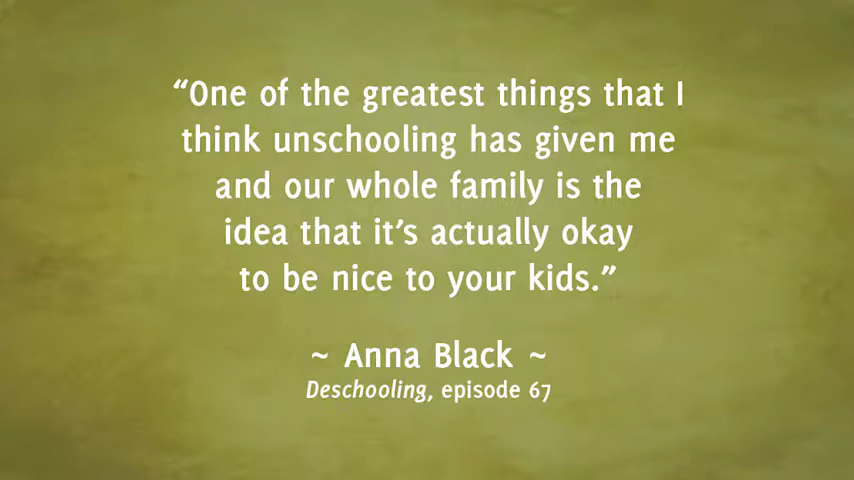 “One of the greatest things that I
think unschooling has given me
and our whole family is the
idea that it’s actually okay
to be nice to your kids.”
~ Anna Black ~
Deschooling, episode 67